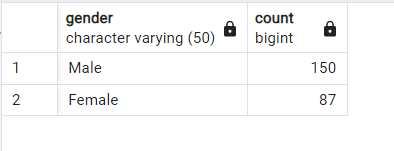 gender count
character varying (50) bigint
1 Male 150
2 Female 87